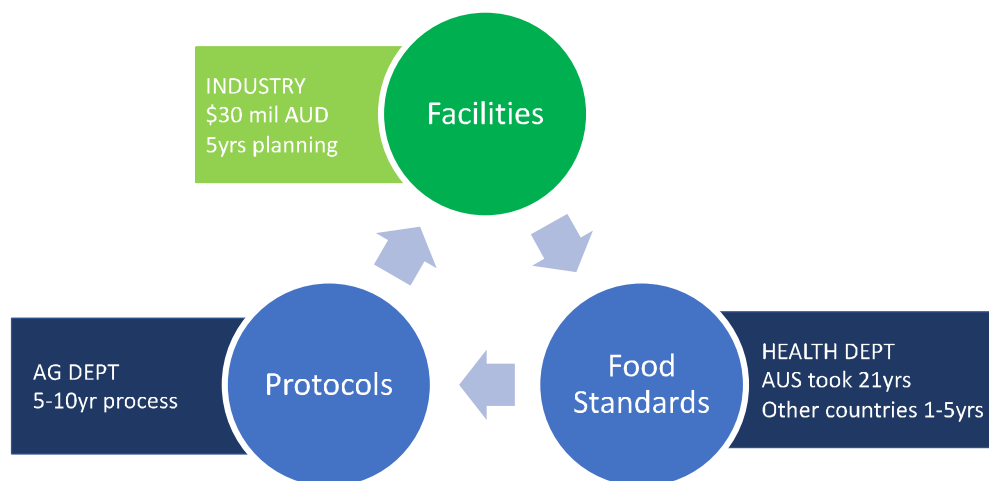 INDUSTRY
$30 mil AUD
5yrs planning
Facilities
AG DEPT
5-10yr process
Protocols
Food
Standards
HEALTH DEPT
AUS took 21yrs
Other countries 1-5yrs